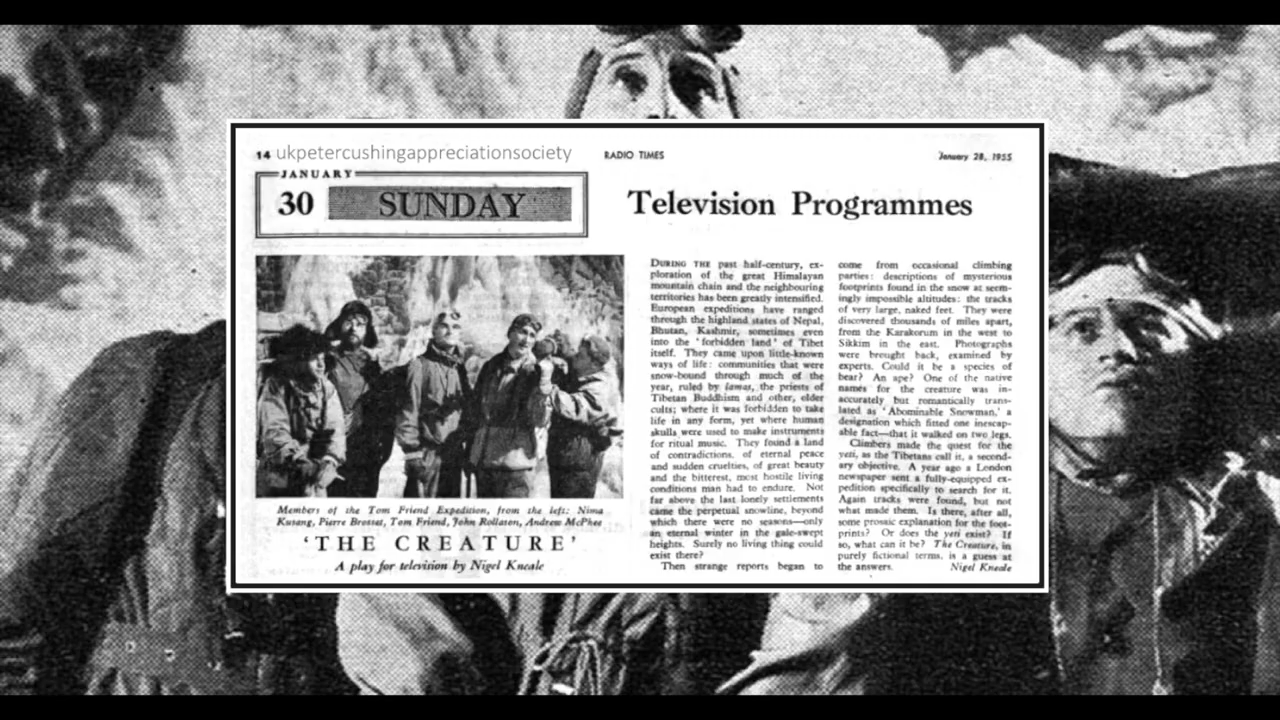 14 ukpetercushingappreciationsociety
RADIO TIMES
January 28, 1955
JANUARY
30 SUNDAY
Television Programmes
Members of the Tom Friend Expedition, from the left: Nima
Kusang, Pierre Brosset, Tom Friend, John Rollason, Andrew McPhee
'THE CREATURE'
A play for television by Nigel Kneale
DURING THE past half-century, ex-
ploration of the great Himalayan
mountain chain and the neighbouring
territories has been greatly intensified.
European expeditions have ranged
through the highland states of Nepal,
Bhutan, Kashmir, sometimes even
into the 'forbidden land' of Tibet
itself. They came upon little-known
ways of life: communities that were
snow-bound through much of the
year, ruled by lamas, the priests of
Tibetan Buddhism and other, elder
cults; where it was forbidden to take
life in any form, yet where human
skulls were used to make instruments
for ritual music. They found a land
of contradictions, of eternal peace
and sudden cruelties, of great beauty
and the bitterest, most hostile living
conditions man had to endure. Not
far above the last lonely settlements
came the perpetual snowline, beyond
which there were no seasons—only
an eternal winter in the gale-swept
heights. Surely no living thing could
exist there?
Then strange reports began to
come from occasional climbing
parties: descriptions of mysterious
footprints found in the snow at seem-
ingly impossible altitudes: the tracks
of very large, naked feet. They were
discovered thousands of miles apart,
from the Karakorum in the west to
Sikkim in the east. Photographs
were brought back, examined by
experts. Could it be a species of
bear? An ape? One of the native
names for the creature was in-
accurately but romantically trans-
lated as 'Abominable Snowman,' a
designation which fitted one inescap-
able fact—that it walked on two legs.
Climbers made the quest for the
yeti, as the Tibetans call it, a second-
ary objective. A year ago a London
newspaper sent a fully-equipped ex-
pedition specifically to search for it.
Again tracks were found, but not
what made them. Is there, after all,
some prosaic explanation for the foot-
prints? Or does the yeti exist? If
so, what can it be? The Creature, in
purely fictional terms, is a guess at
the answers. Nigel Kneale